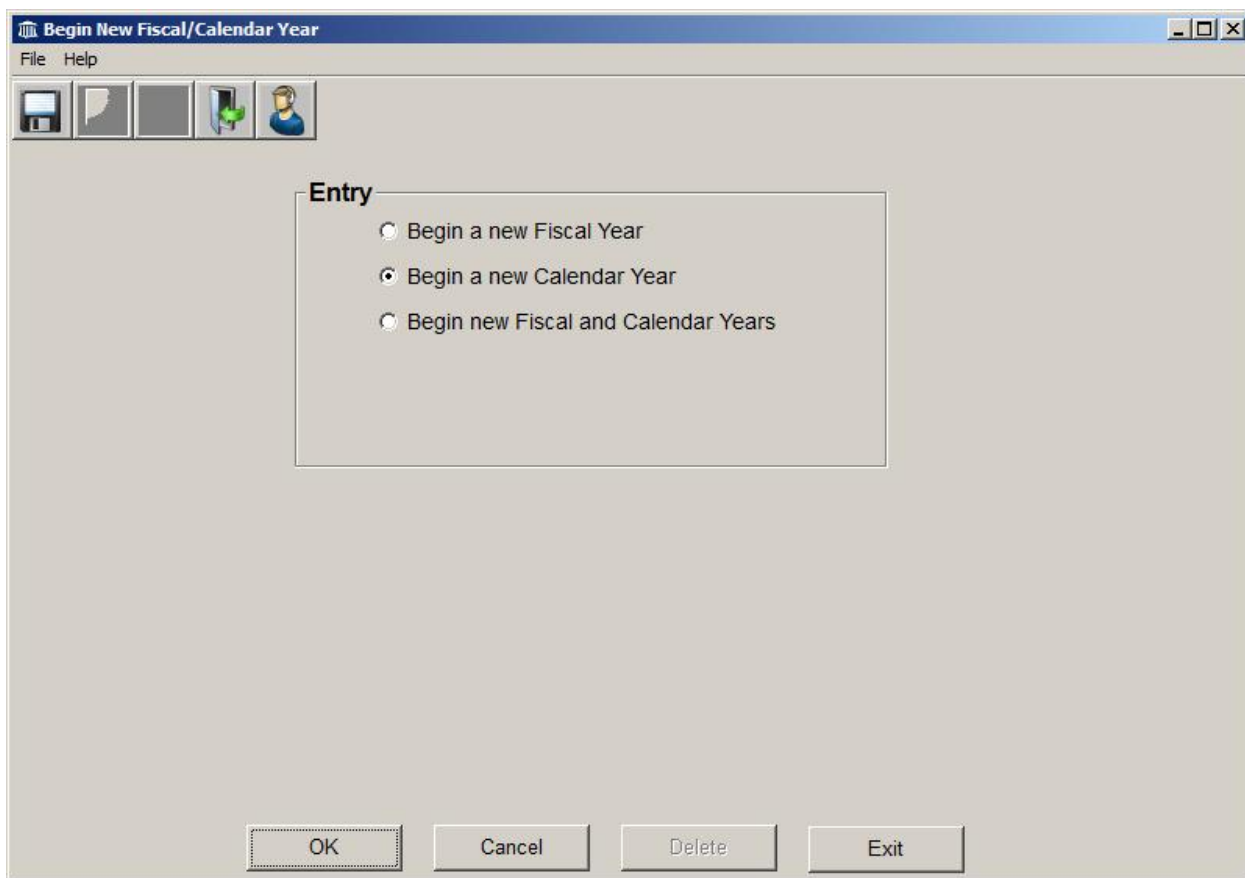 Begin New Fiscal/Calendar Year
File Help
Entry
Begin a new Fiscal Year
Begin a new Calendar Year
Begin new Fiscal and Calendar Years
OK Cancel Delete Exit